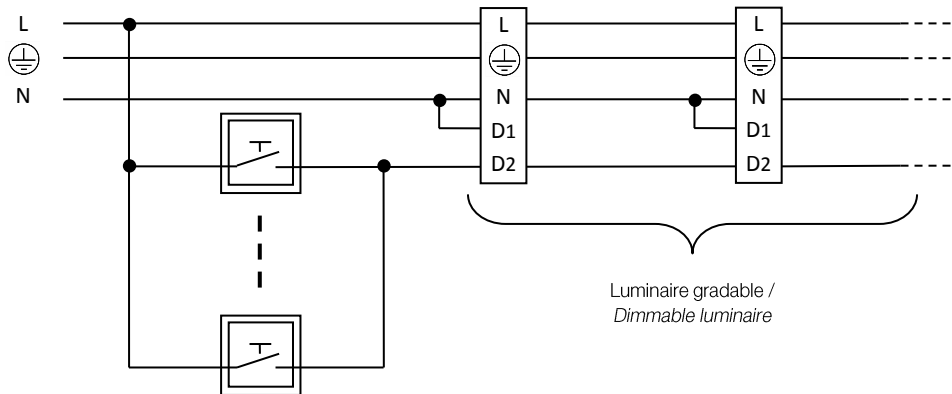 L
L
L
N
N
N
D1
D1
D2
D2
Luminaire gradable /
Dimmable luminaire